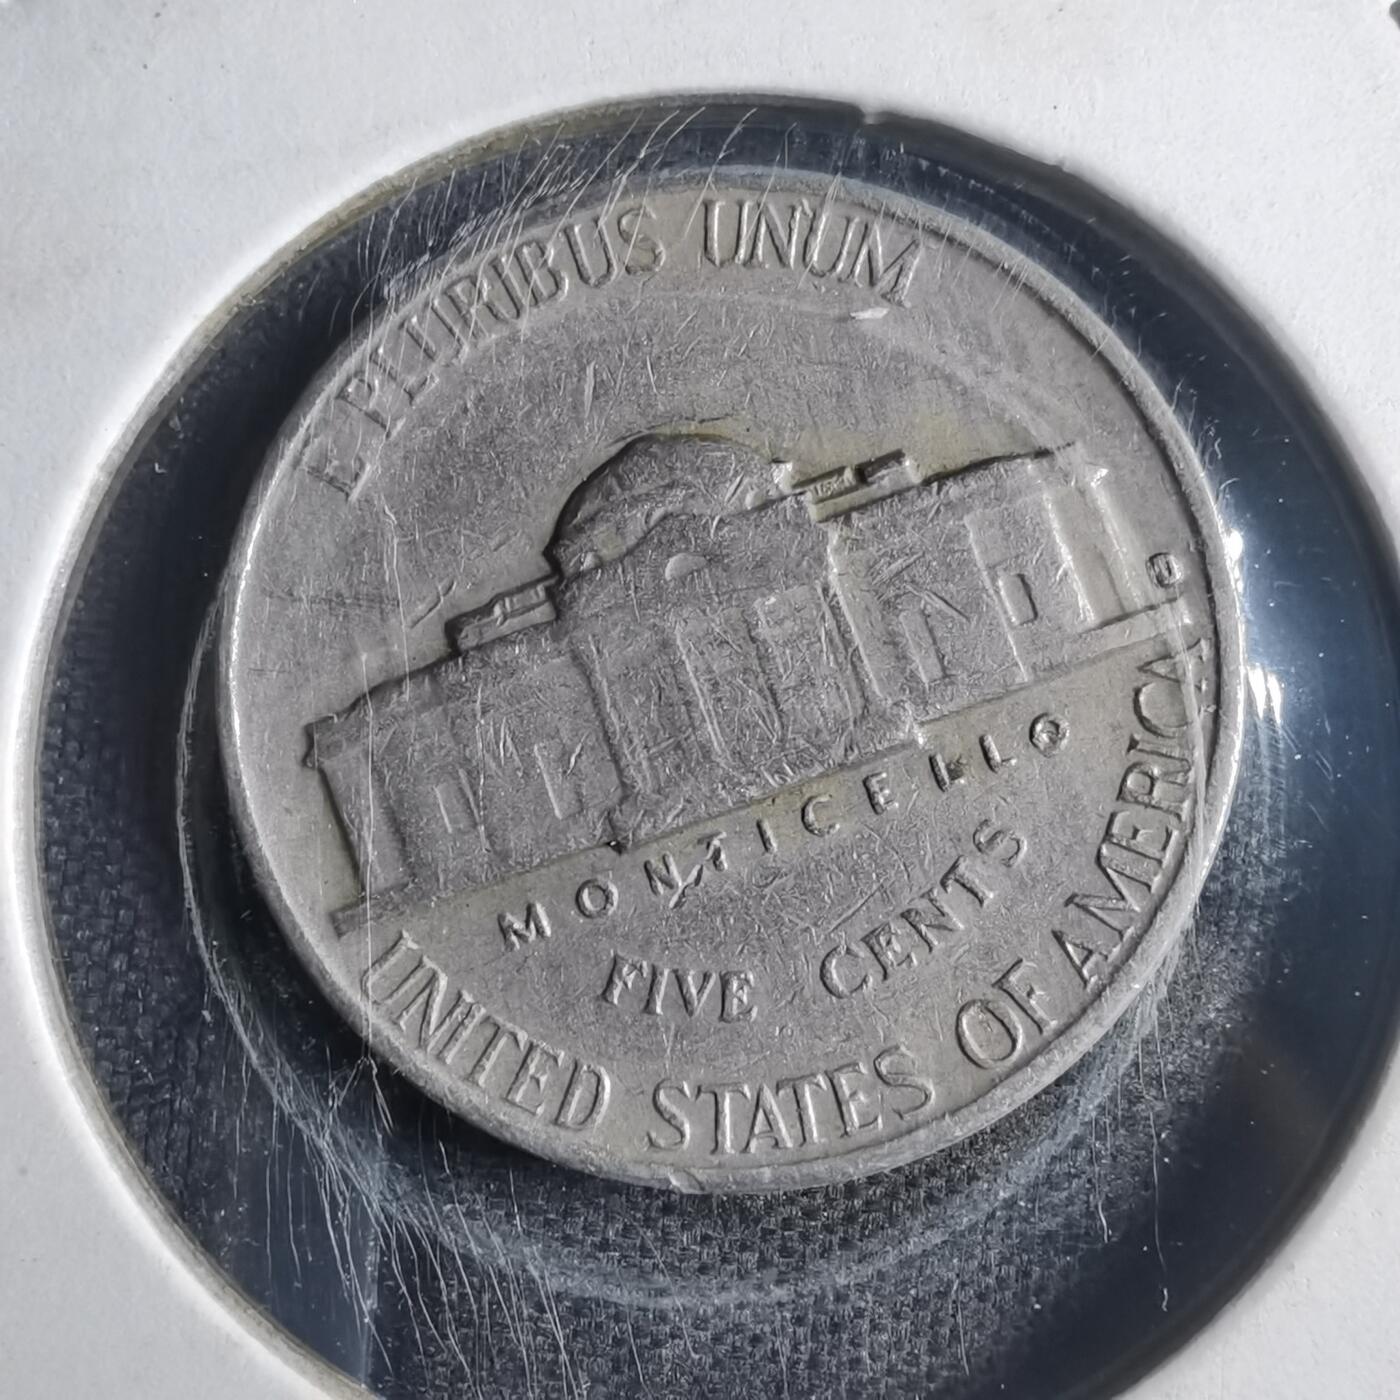 E PLURIBUS UNUM
D
MONTICELLO
FIVE CENTS
UNITED STATES OF AMERICA